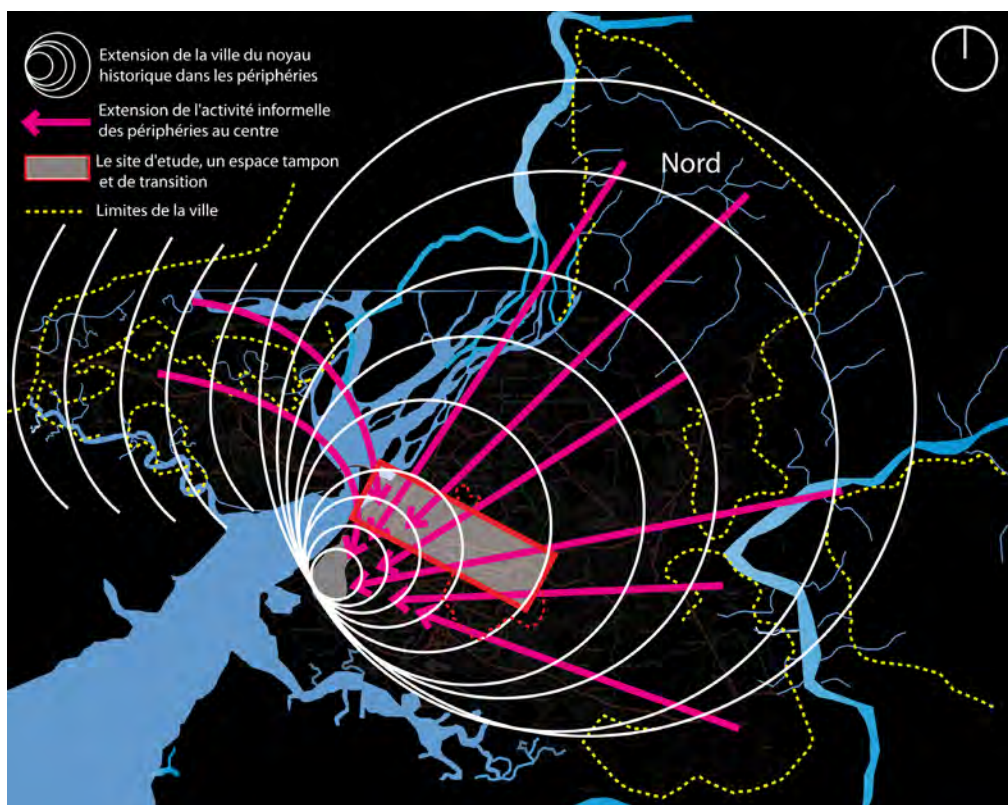 Extension de la ville du noyau
historique dans les périphéries
Extension de l'activité informelle
des périphéries au centre
Le site d'etude, un espace tampon
et de transition
Limites de la ville
Nord